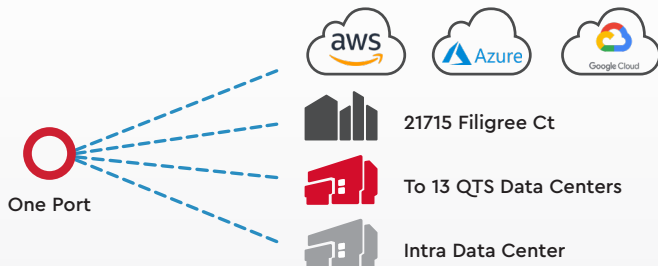 aws
Azure
Google Cloud
21715 Filigree Ct
To 13 QTS Data Centers
One Port
Intra Data Center